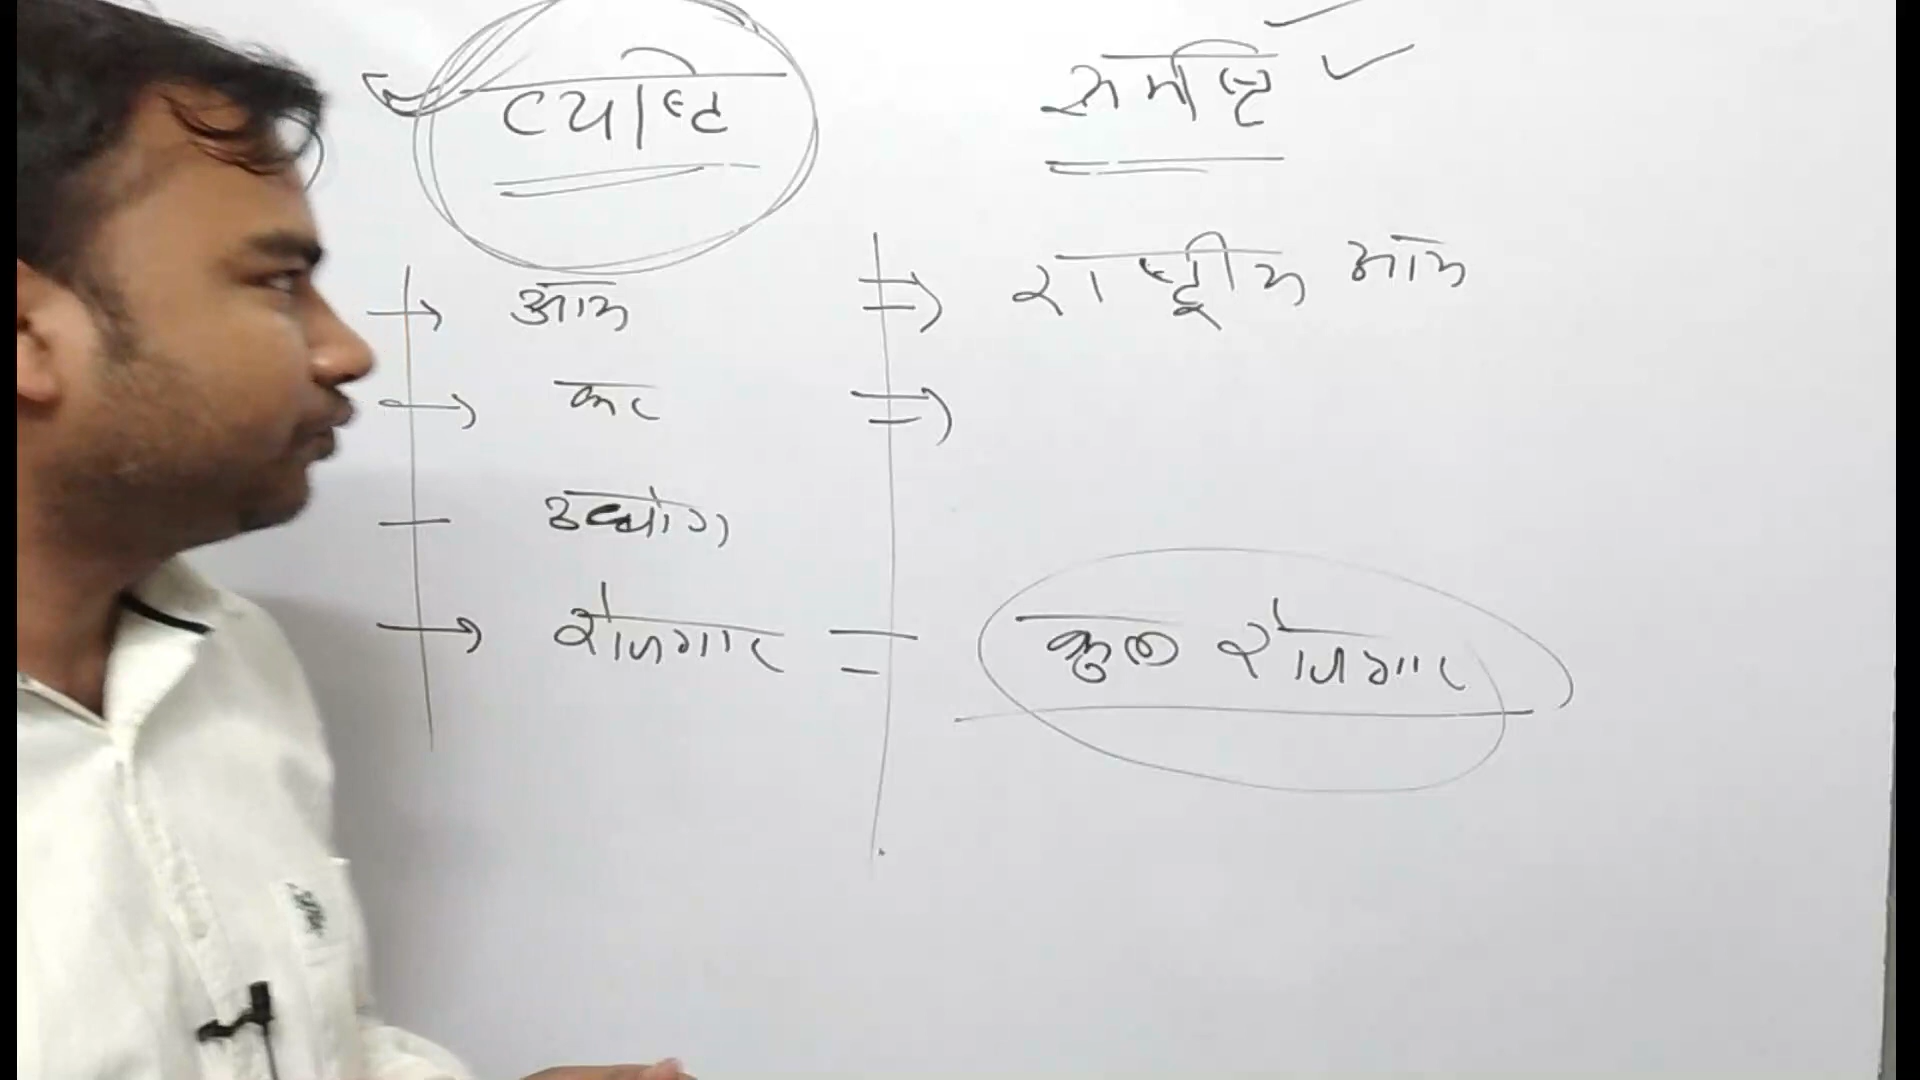 व्यष्टि समष्टि
आय राष्ट्रीय आय
कर
उद्योग
रोजगार कुल रोजगार